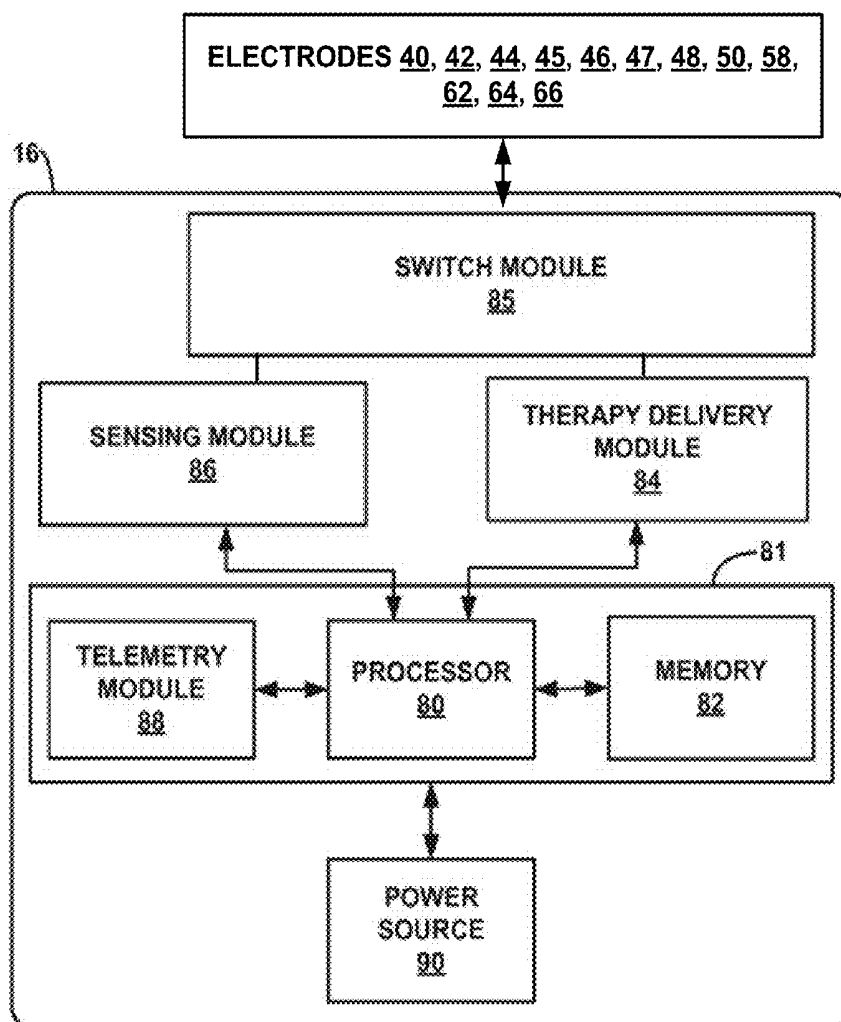 ELECTRODES 40, 42, 44, 45, 46, 47, 48, 50, 58,
62, 64, 66
16
SWITCH MODULE
85
SENSING MODULE
86
THERAPY DELIVERY
MODULE
84
81
TELEMETRY
MODULE
88
PROCESSOR
80
MEMORY
82
POWER
SOURCE
90